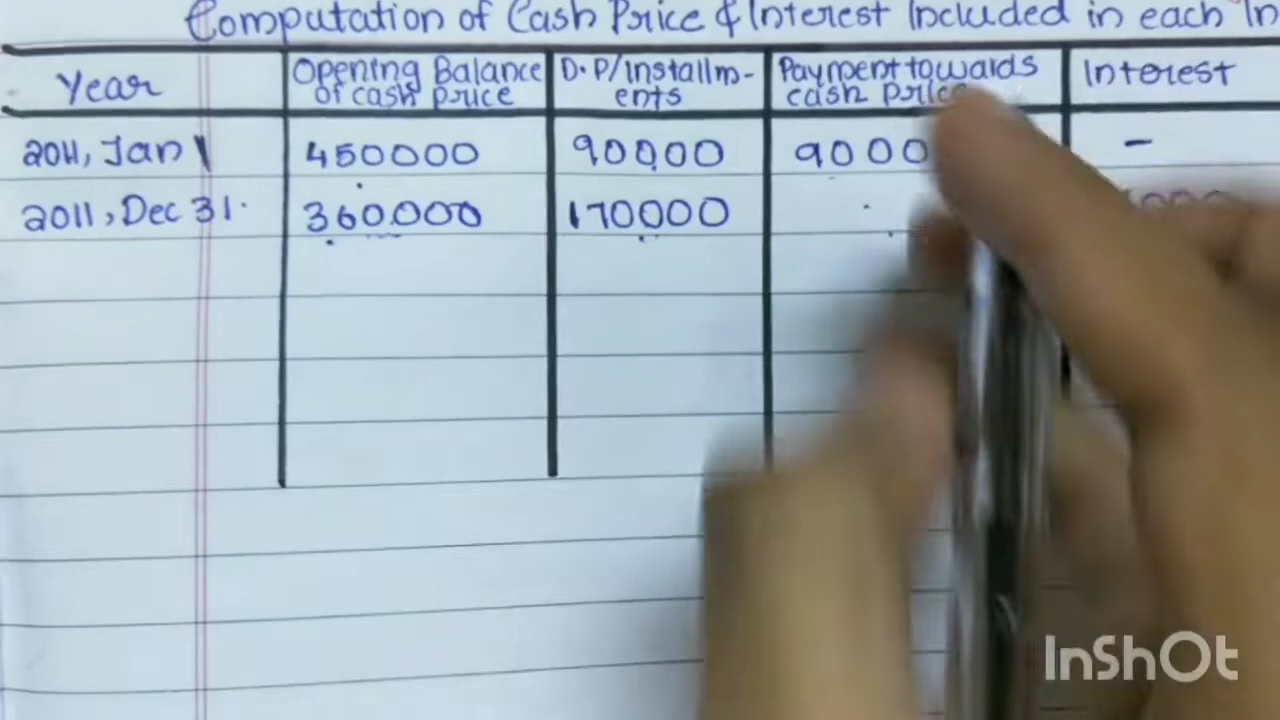 Computation of Cash Price & Interest Included in each In
Year
Opening Balance of cash price
D.P/Installm-ents
Payment towards cash price
Interest
2011, Jan 1
450000
90000
9000
-
2011, Dec 31.
360000
170000
InShOt